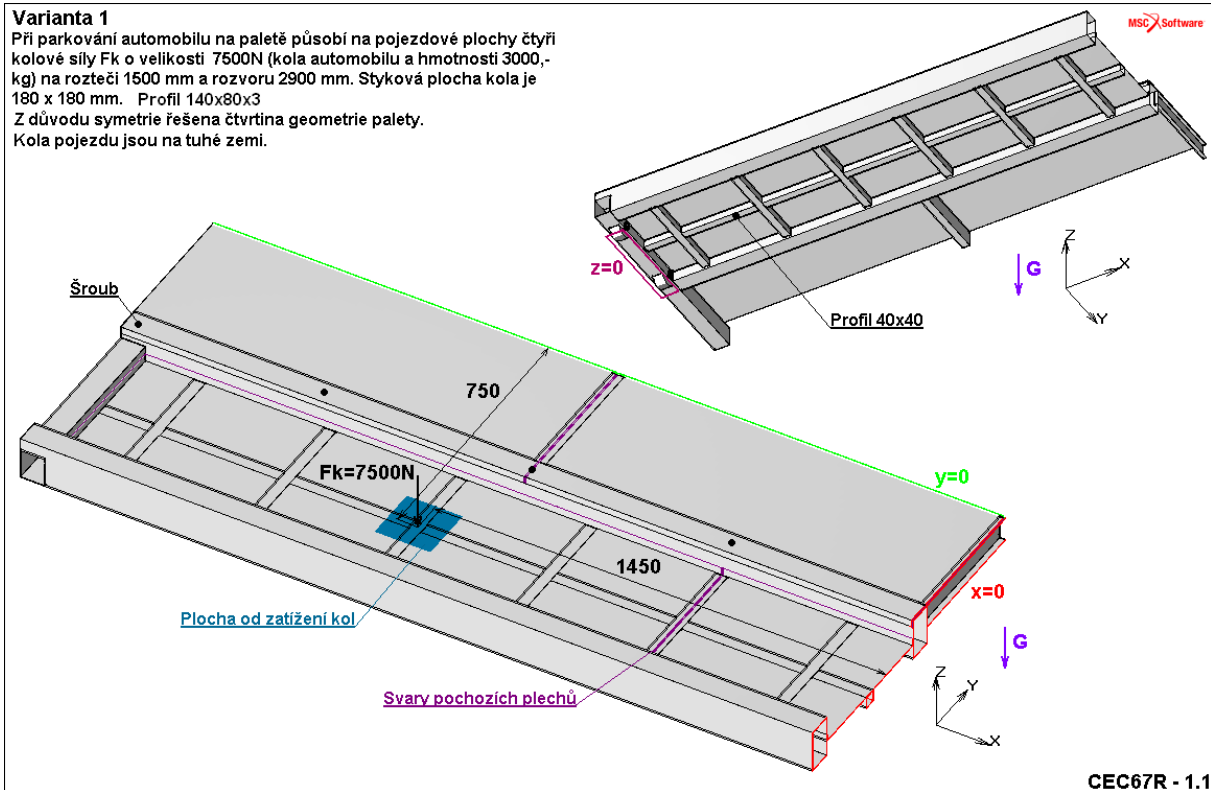 Varianta 1
Při parkování automobilu na paletě působí na pojezdové plochy čtyři
kolové síly Fk o velikosti 7500N (kola automobilu a hmotnosti 3000,-
kg) na rozteči 1500 mm a rozvoru 2900 mm. Styková plocha kola je
180 x 180 mm. Profil 140x80x3
Z důvodu symetrie řešena čtvrtina geometrie palety.
Kola pojezdu jsou na tuhé zemi.
MSC Software
z=0
G
Z
X
Y
Profil 40x40
Šroub
750
Fk=7500N
y=0
1450
x=0
Plocha od zatížení kol
G
Z
Y
X
Svary pochozích plechů
CEC67R - 1.1